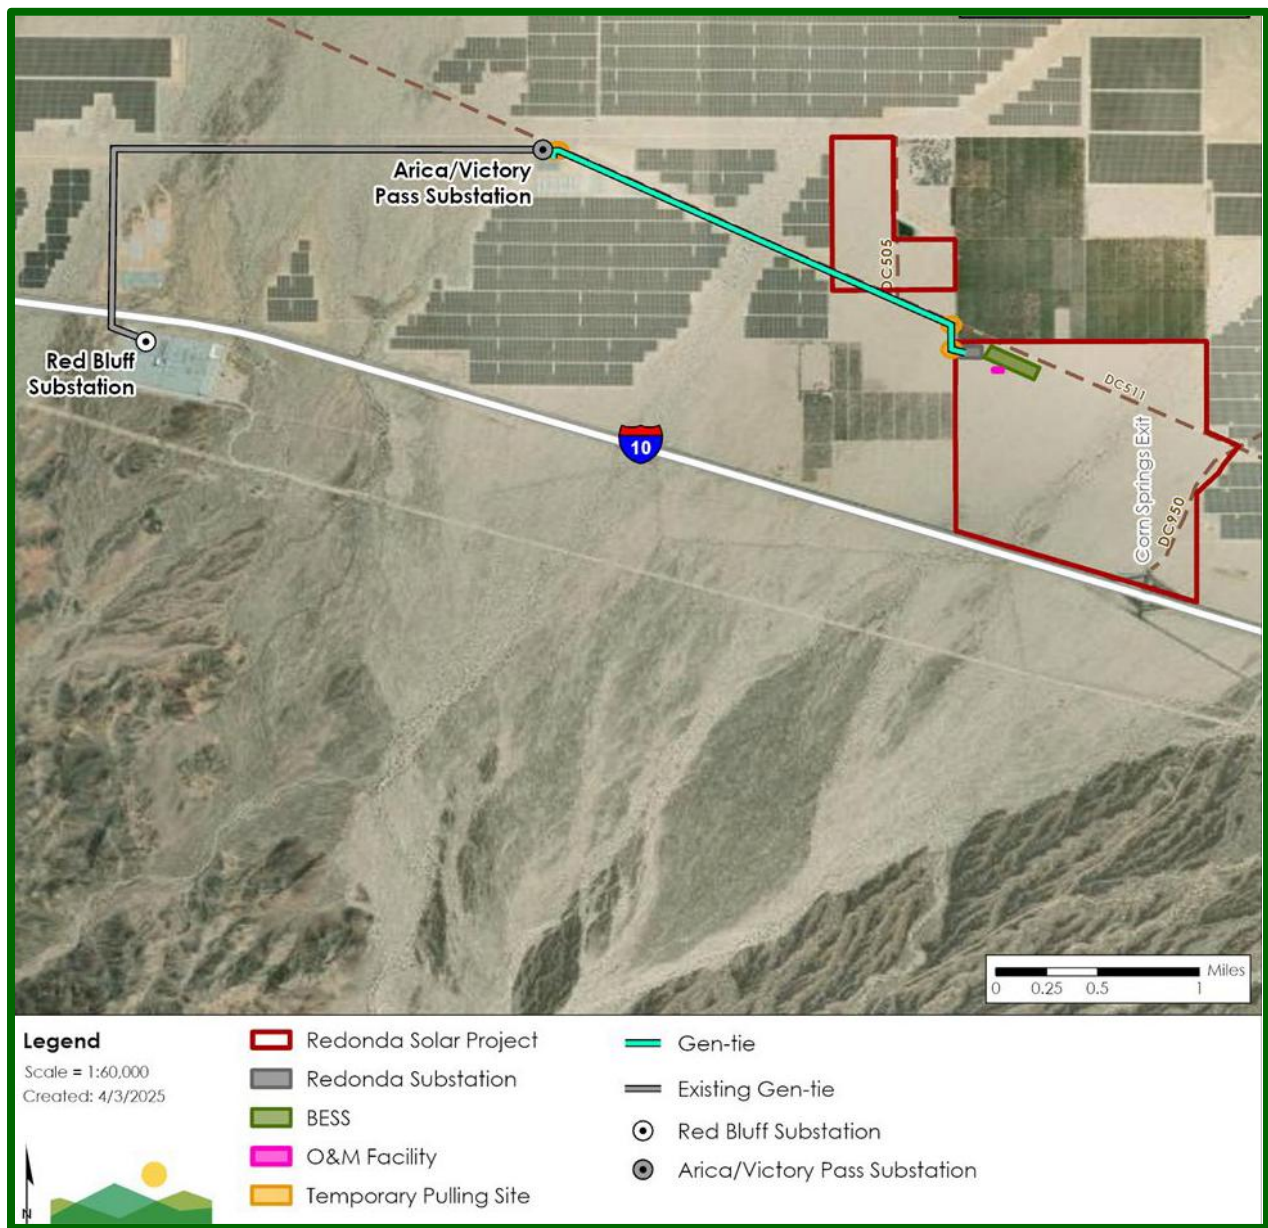 Arica/Victory
Pass Substation
DC505
Red Bluff
Substation
DC511
10
Corn Springs Exit
DC950
Miles
0 0.25 0.5 1
Legend
Scale = 1:60,000
Created: 4/3/2025
N
Redonda Solar Project
Redonda Substation
BESS
O&M Facility
Temporary Pulling Site
Gen-tie
Existing Gen-tie
Red Bluff Substation
Arica/Victory Pass Substation